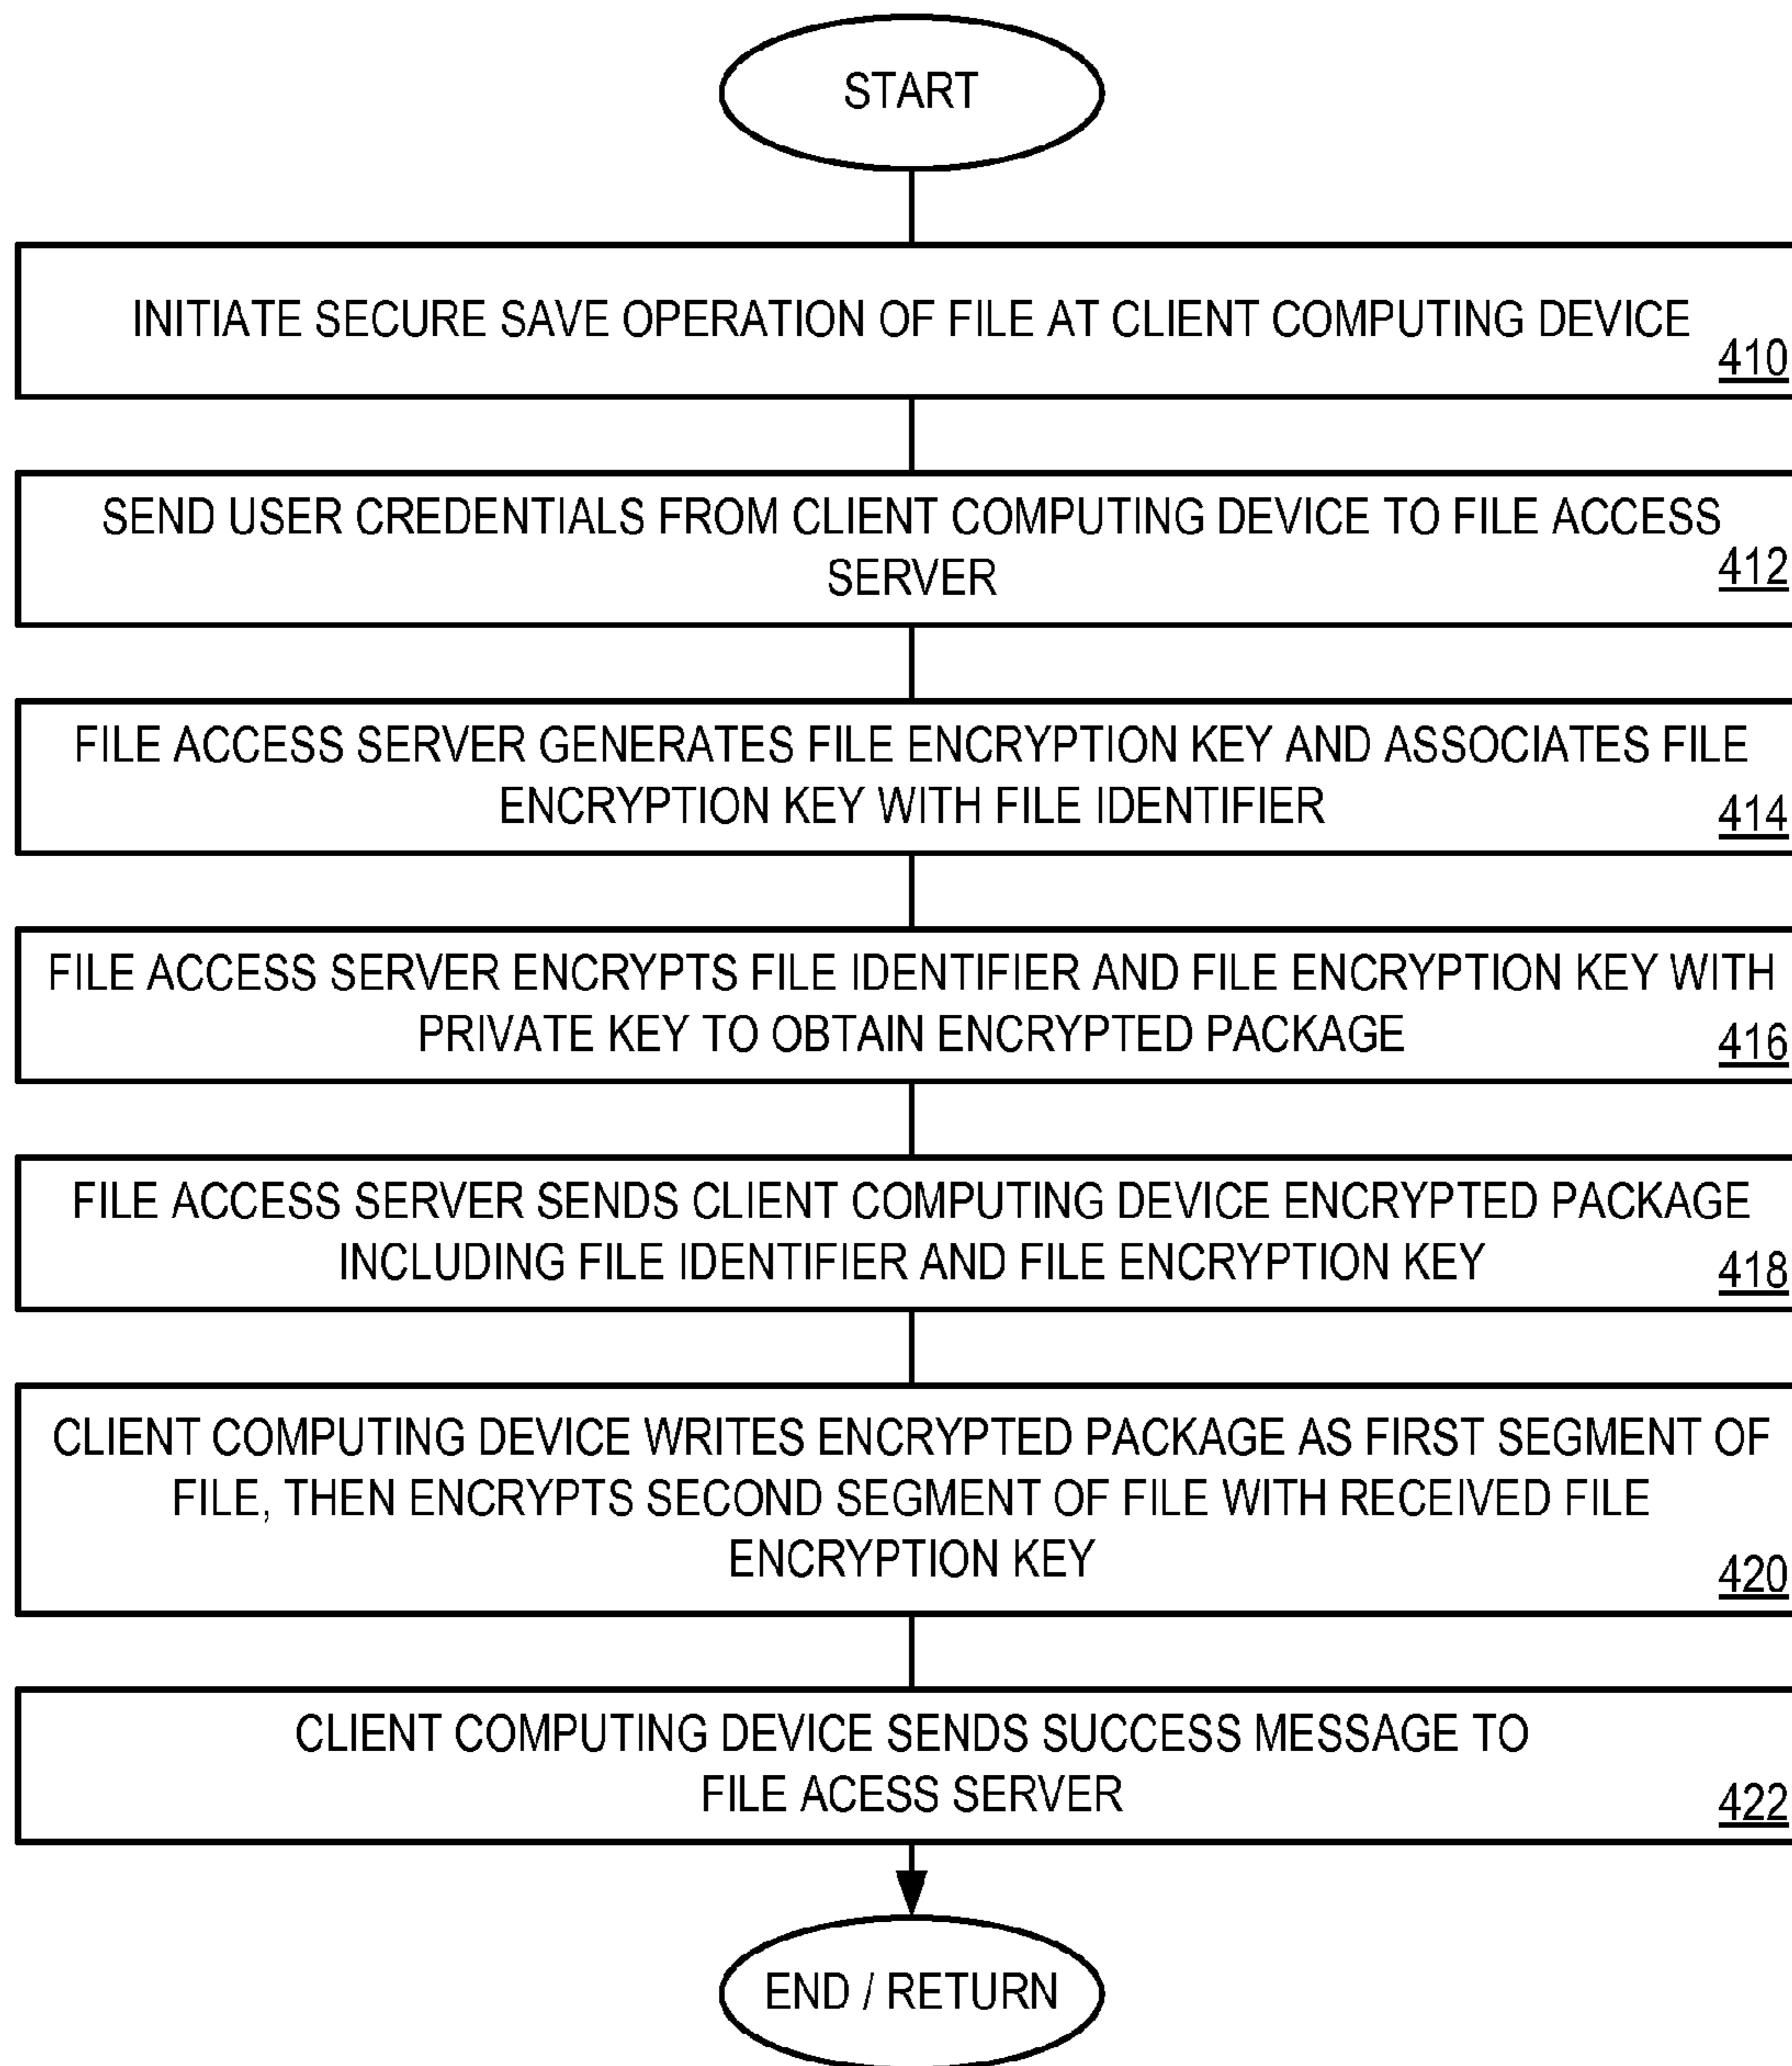 START
INITIATE SECURE SAVE OPERATION OF FILE AT CLIENT COMPUTING DEVICE
410
SEND USER CREDENTIALS FROM CLIENT COMPUTING DEVICE TO FILE ACCESS
SERVER
412
FILE ACCESS SERVER GENERATES FILE ENCRYPTION KEY AND ASSOCIATES FILE
ENCRYPTION KEY WITH FILE IDENTIFIER
414
FILE ACCESS SERVER ENCRYPTS FILE IDENTIFIER AND FILE ENCRYPTION KEY WITH
PRIVATE KEY TO OBTAIN ENCRYPTED PACKAGE
416
FILE ACCESS SERVER SENDS CLIENT COMPUTING DEVICE ENCRYPTED PACKAGE
INCLUDING FILE IDENTIFIER AND FILE ENCRYPTION KEY
418
CLIENT COMPUTING DEVICE WRITES ENCRYPTED PACKAGE AS FIRST SEGMENT OF
FILE, THEN ENCRYPTS SECOND SEGMENT OF FILE WITH RECEIVED FILE
ENCRYPTION KEY
420
CLIENT COMPUTING DEVICE SENDS SUCCESS MESSAGE TO
FILE ACESS SERVER
422
END / RETURN